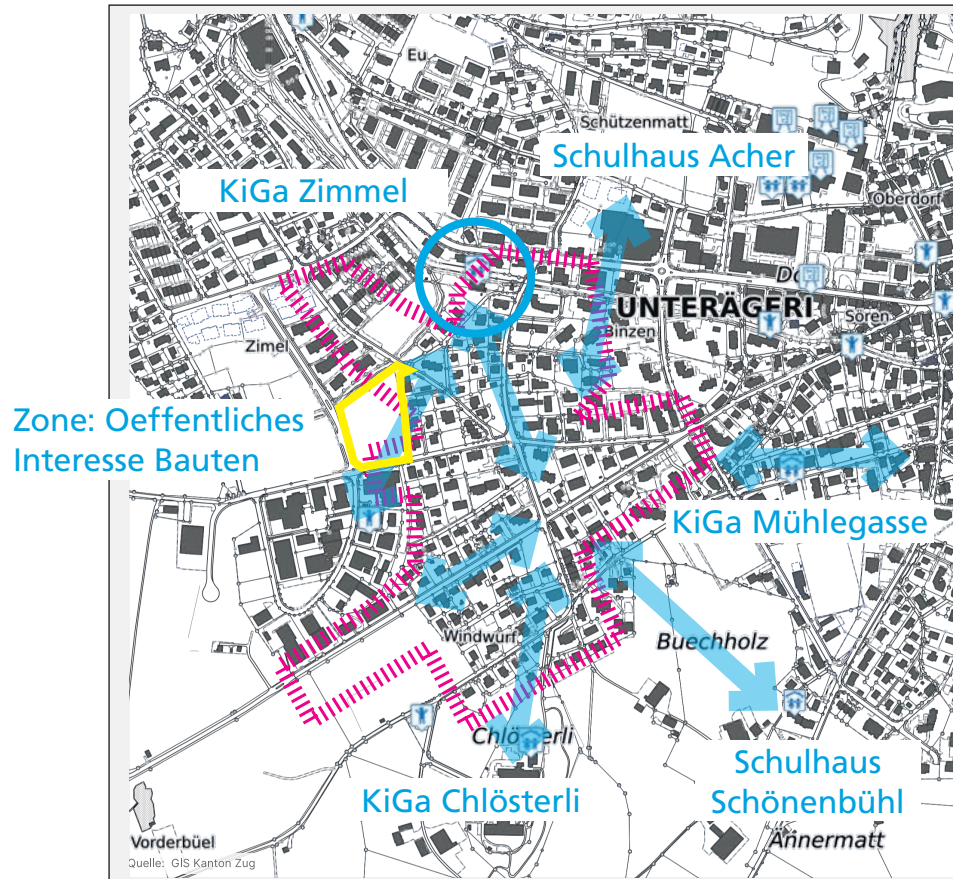 Eu
Schützenmatt
Schulhaus Acher
KiGa Zimmel
Oberdorf
UNTERÄGERI
Sören
Binzen
Zimel
Zone: Oeffentliches
Interesse Bauten
KiGa Mühlegasse
Windwurf
Buechholz
Chlösterli
Schulhaus
Schönenbühl
KiGa Chlösterli
Vorderbüel
Ännermatt
Quelle: GIS Kanton Zug